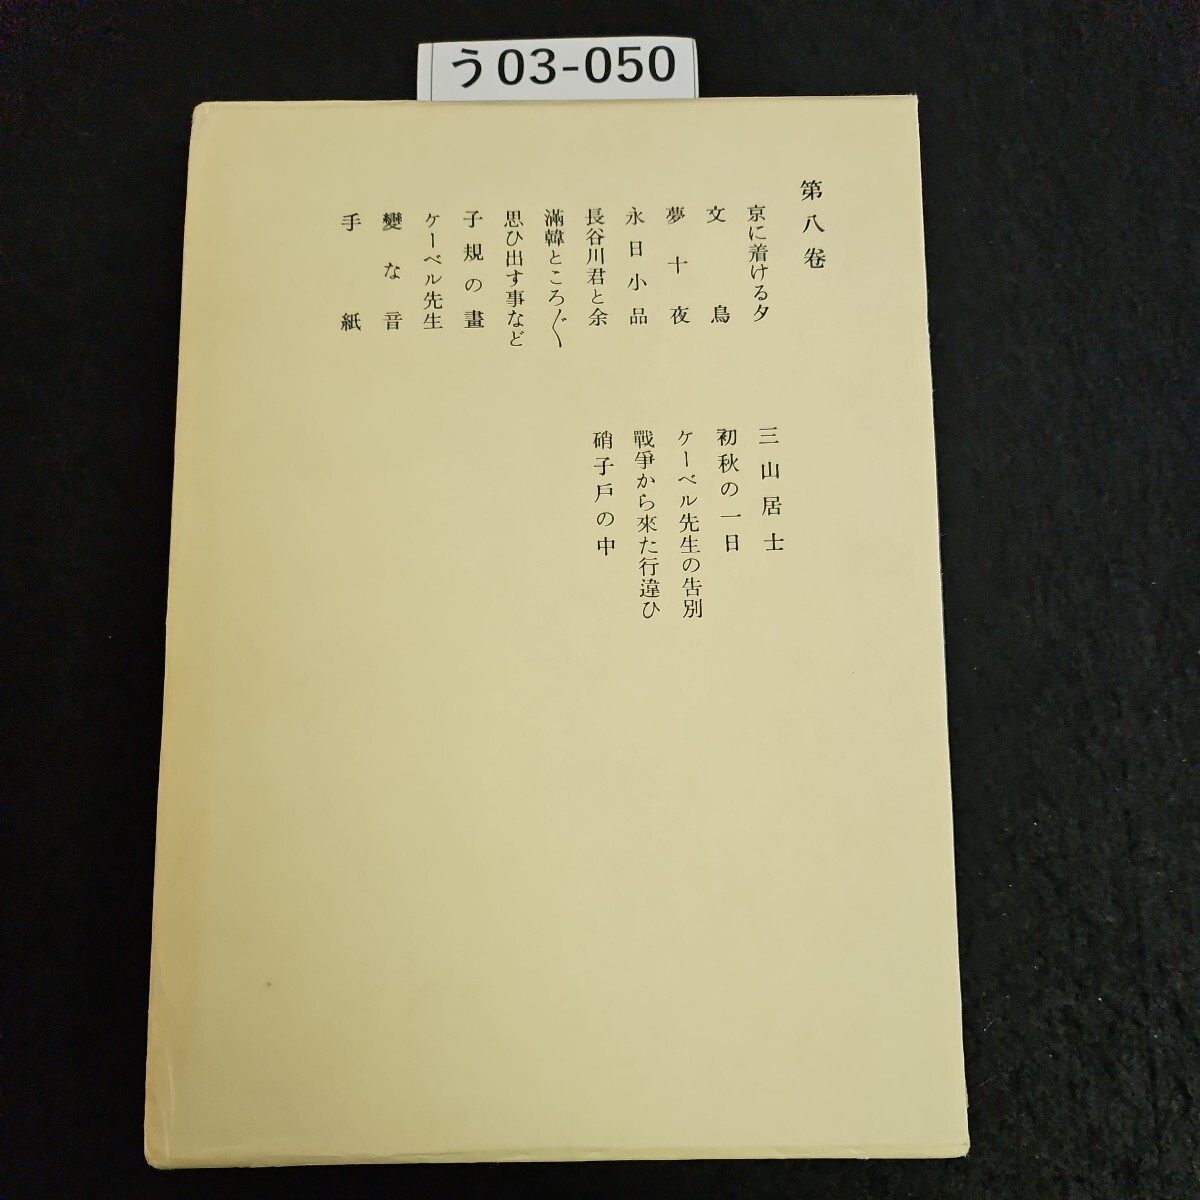 う03-050
第八巻
京に着ける夕
文鳥
夢十夜
永日小品
長谷川君と余
滿韓ところ〴〵
思ひ出す事など
子規の畫
ケーベル先生
變な音
手紙
三山居士
初秋の一日
ケーベル先生の告別
戰爭から來た行違ひ
硝子戶の中